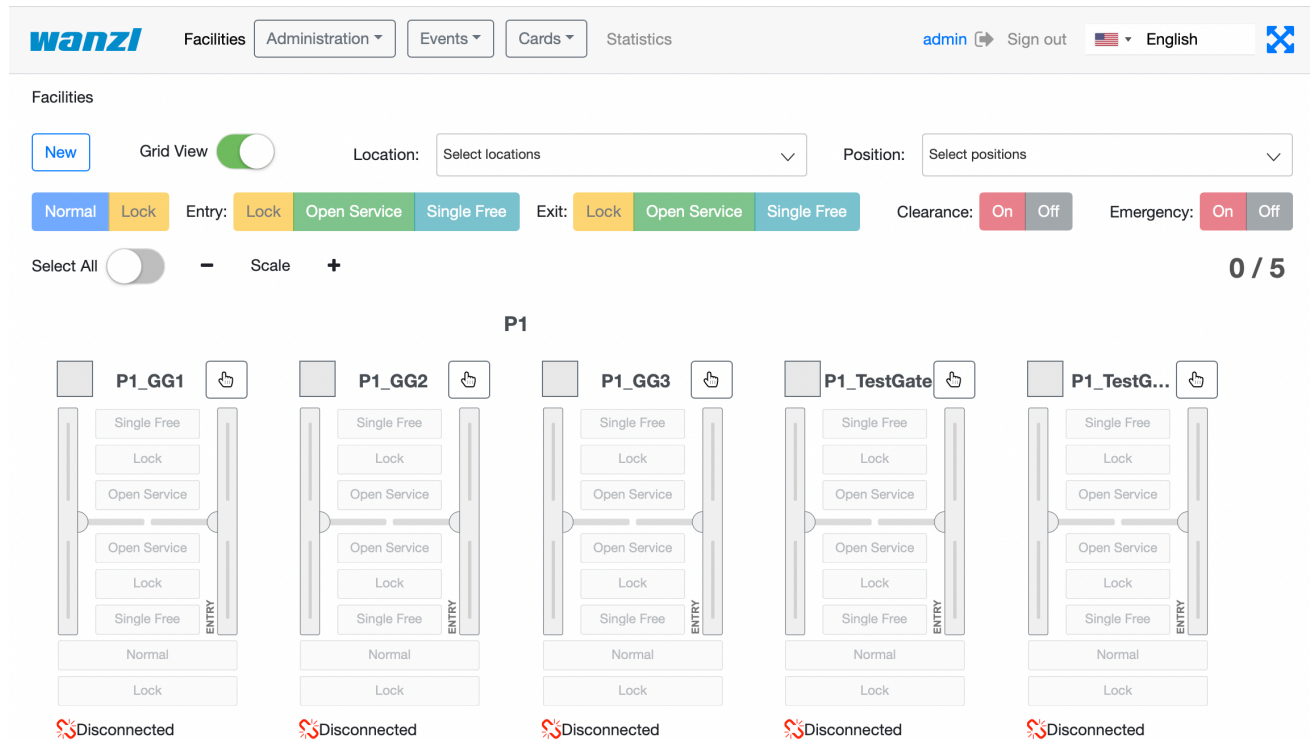 wanzl Facilities Administration Events Cards Statistics admin Sign out English
Facilities
New Grid View Location: Select locations Position: Select positions
Normal Lock Entry: Lock Open Service Single Free Exit: Lock Open Service Single Free Clearance: On Off Emergency: On Off
Select All Scale 0 / 5
P1
P1_GG1 P1_GG2 P1_GG3 P1_TestGate P1_TestG...
Single Free Single Free Single Free Single Free Single Free
Lock Lock Lock Lock Lock
Open Service Open Service Open Service Open Service Open Service
Open Service Open Service Open Service Open Service Open Service
Lock Lock Lock Lock Lock
Single Free ENTRY Single Free ENTRY Single Free ENTRY Single Free ENTRY Single Free ENTRY
Normal Normal Normal Normal Normal
Lock Lock Lock Lock Lock
Disconnected Disconnected Disconnected Disconnected Disconnected